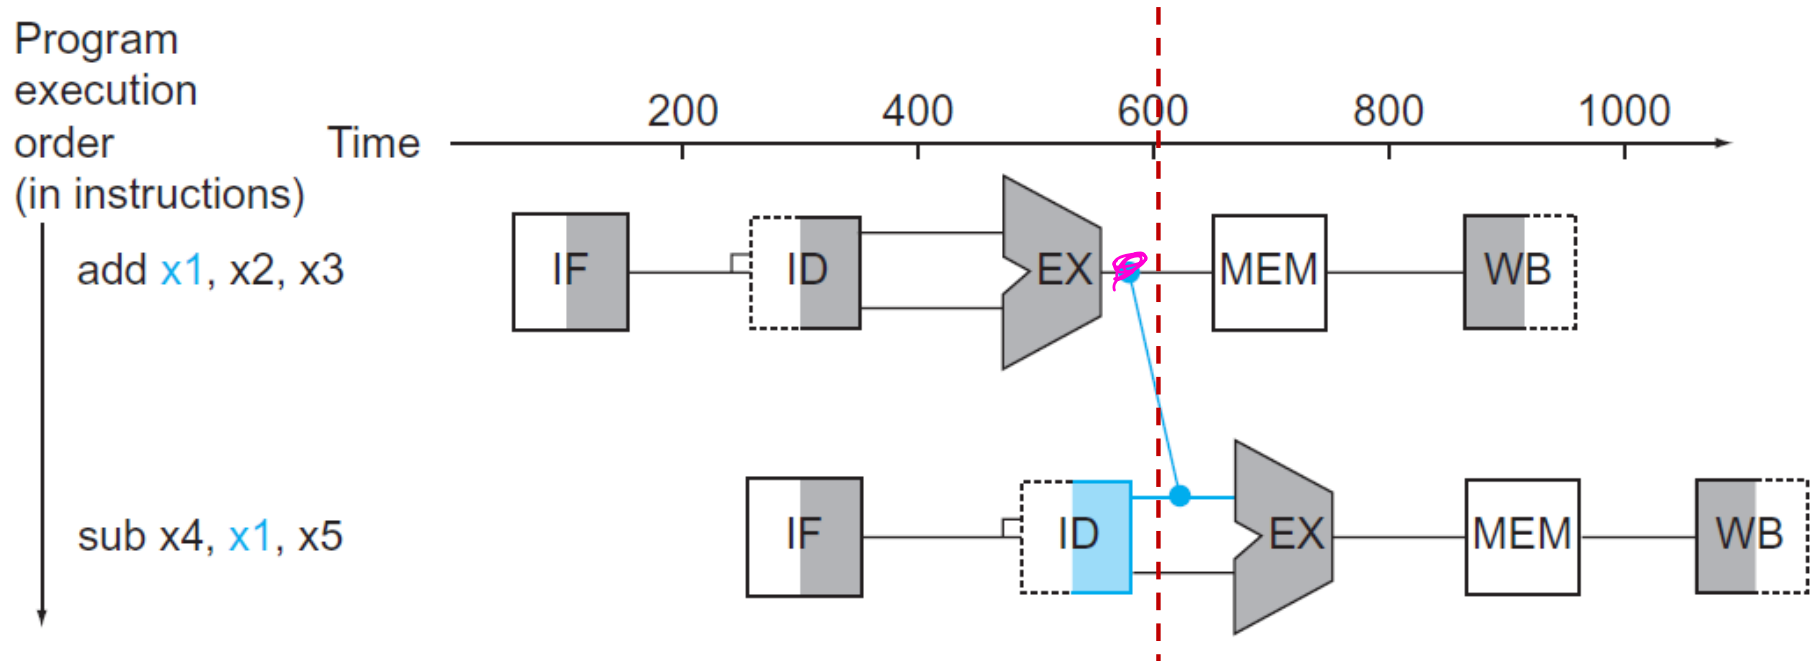 Program
execution
order
(in instructions)
Time
200 400 600 800 1000
add x1, x2, x3
IF ID EX MEM WB
sub x4, x1, x5
IF ID EX MEM WB